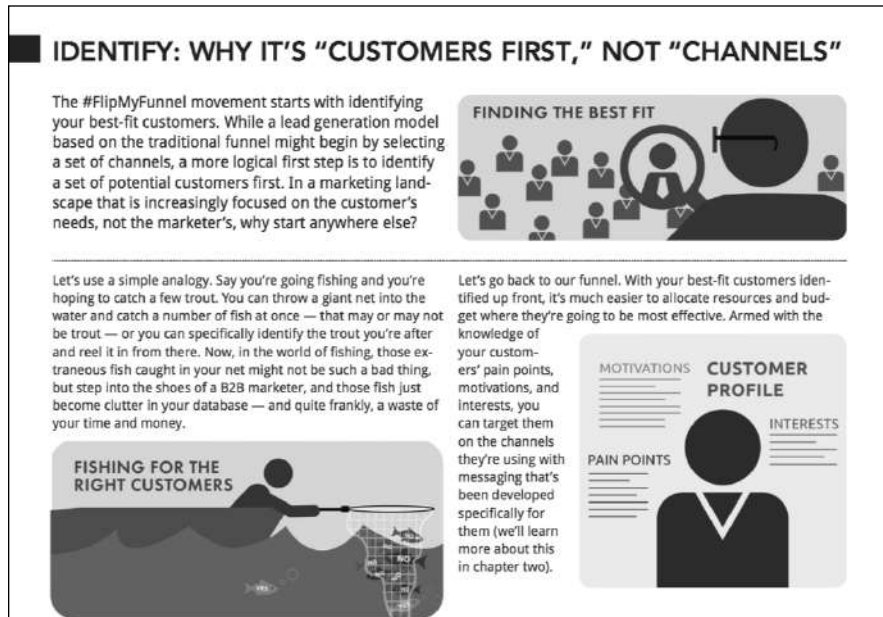 IDENTIFY: WHY IT'S “CUSTOMERS FIRST,” NOT “CHANNELS”
The #FlipMyFunnel movement starts with identifying
your best-fit customers. While a lead generation model
based on the traditional funnel might begin by selecting
a set of channels, a more logical first step is to identify
a set of potential customers first. In a marketing land-
scape that is increasingly focused on the customer's
needs, not the marketer's, why start anywhere else?
FINDING THE BEST FIT
Let's use a simple analogy. Say you're going fishing and you're
hoping to catch a few trout. You can throw a giant net into the
water and catch a number of fish at once — that may or may not
be trout — or you can specifically identify the trout you're after
and reel it in from there. Now, in the world of fishing, those ex-
traneous fish caught in your net might not be such a bad thing,
but step into the shoes of a B2B marketer, and those fish just
become clutter in your database — and quite frankly, a waste of
your time and money.
FISHING FOR THE
RIGHT CUSTOMERS
YES
NO
Let's go back to our funnel. With your best-fit customers iden-
tified up front, it's much easier to allocate resources and bud-
get where they're going to be most effective. Armed with the
knowledge of
your custom-
ers' pain points,
motivations, and
interests, you
can target them
on the channels
they're using with
messaging that's
been developed
specifically for
them (we'll learn
more about this
in chapter two).
MOTIVATIONS
CUSTOMER
PROFILE
INTERESTS
PAIN POINTS